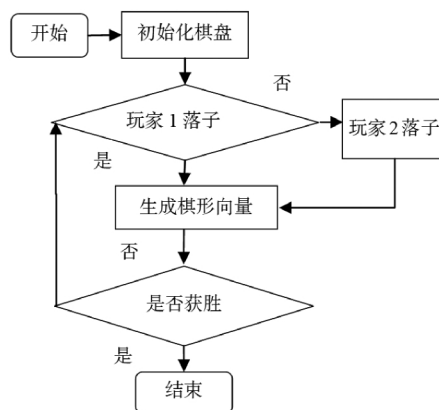 开始
初始化棋盘
否
玩家 1 落子
玩家 2 落子
是
生成棋形向量
否
是否获胜
是
结束